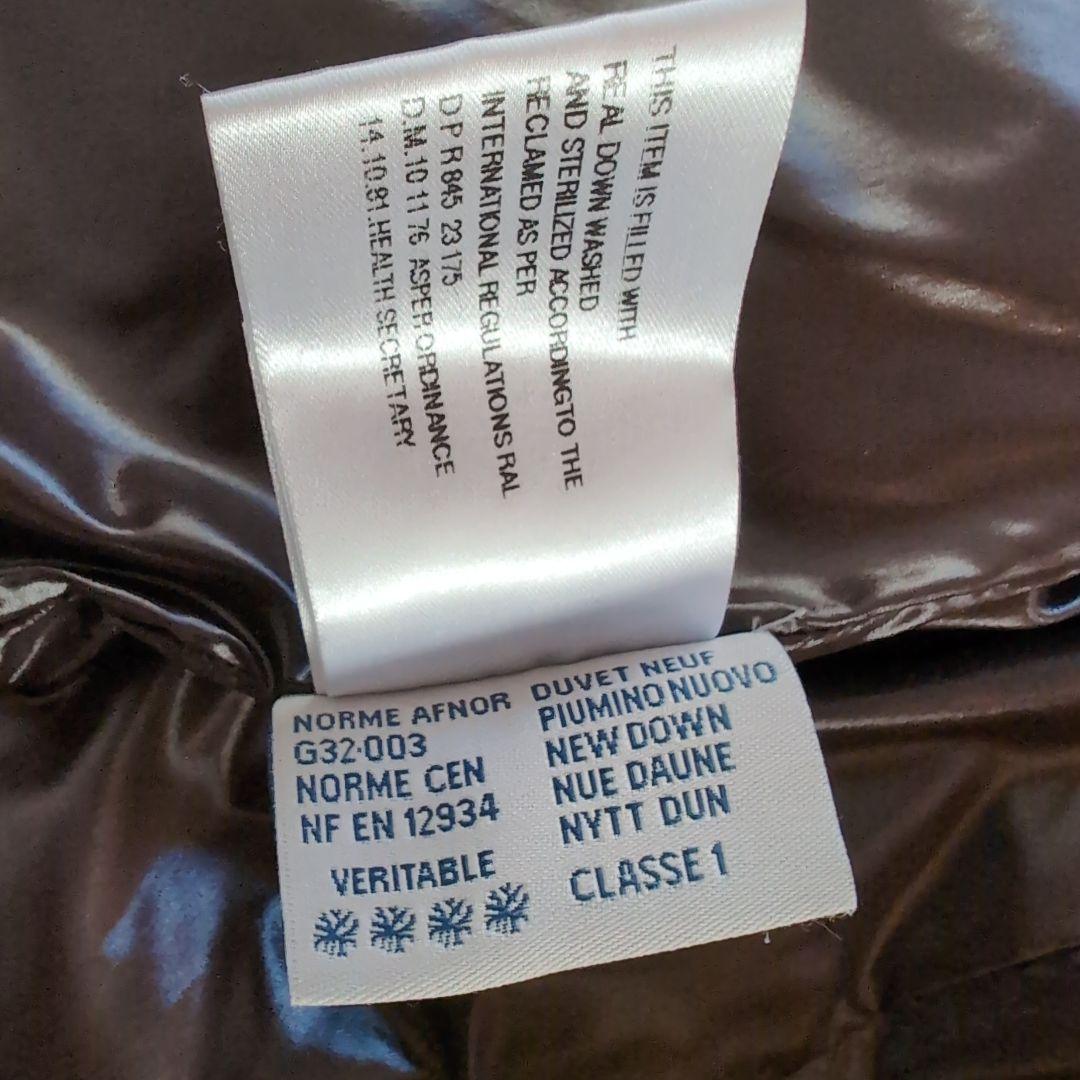 THIS ITEM IS FILLED WITH
REAL DOWN WASHED
AND STERILIZED ACCORDINGTO THE
RECLAMED AS PER
INTERNATIONAL REGULATIONS RAL
D P R 845 23 175
D.M.10 11 76 ASPER ORDINANCE
14.10.81.HEALTH SECRETARY
NORME AFNOR
G32·003
NORME CEN
NF EN 12934
VERITABLE
DUVET NEUF
PIUMINO NUOVO
NEW DOWN
NUE DAUNE
NYTT DUN
CLASSE 1